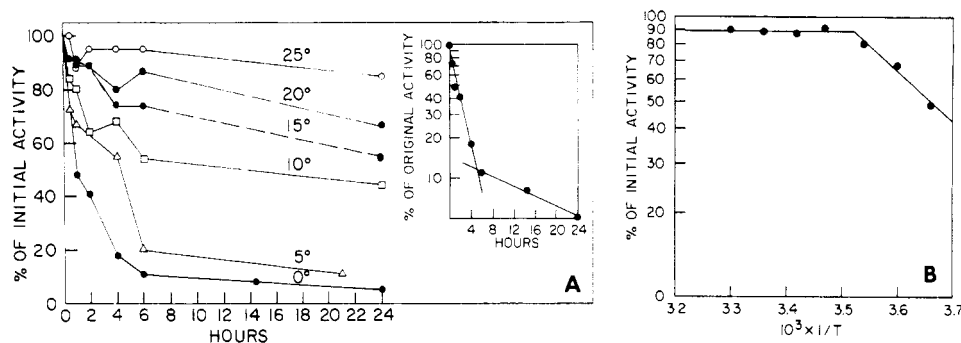 % OF INITIAL ACTIVITY
100
80
60
40
20
0
25°
20°
15°
10°
5°
0°
0 2 4 6 8 10 12 14 16 18 20 22 24
HOURS
A
% OF ORIGINAL ACTIVITY
100
80
60
40
20
10
4 8 12 16 20 24
HOURS
% OF INITIAL ACTIVITY
100
90
80
70
60
50
40
30
20
10
3.2 3.3 3.4 3.5 3.6 3.7
10³ × 1/T
B